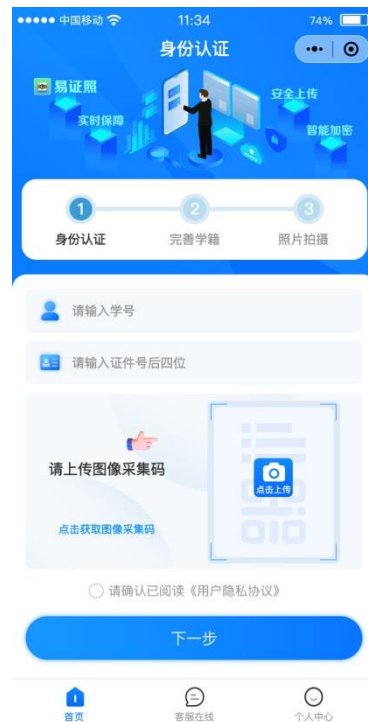 中国移动
11:34
74%
身份认证
易证照
安全上传
实时保障
智能加密
1
2
3
身份认证
完善学籍
照片拍摄
请输入学号
请输入证件号后四位
请上传图像采集码
点击上传
点击获取图像采集码
请确认已阅读《用户隐私协议》
下一步
首页
客服在线
个人中心